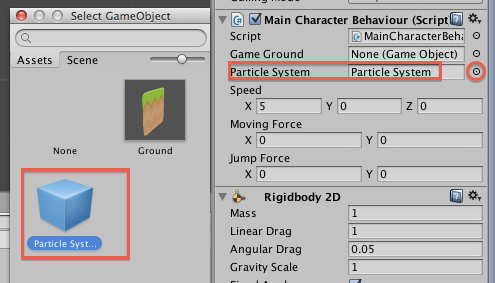 Select GameObject
Assets Scene
None
Ground
Particle Syst...
Main Character Behaviour (Script
Script MainCharacterBeha
Game Ground None (Game Object)
Particle System Particle System
Speed
X 5 Y 0 Z 0
Moving Force
X 0 Y 0
Jump Force
X 0 Y 0
Rigidbody 2D
Mass 1
Linear Drag 1
Angular Drag 0.05
Gravity Scale 1